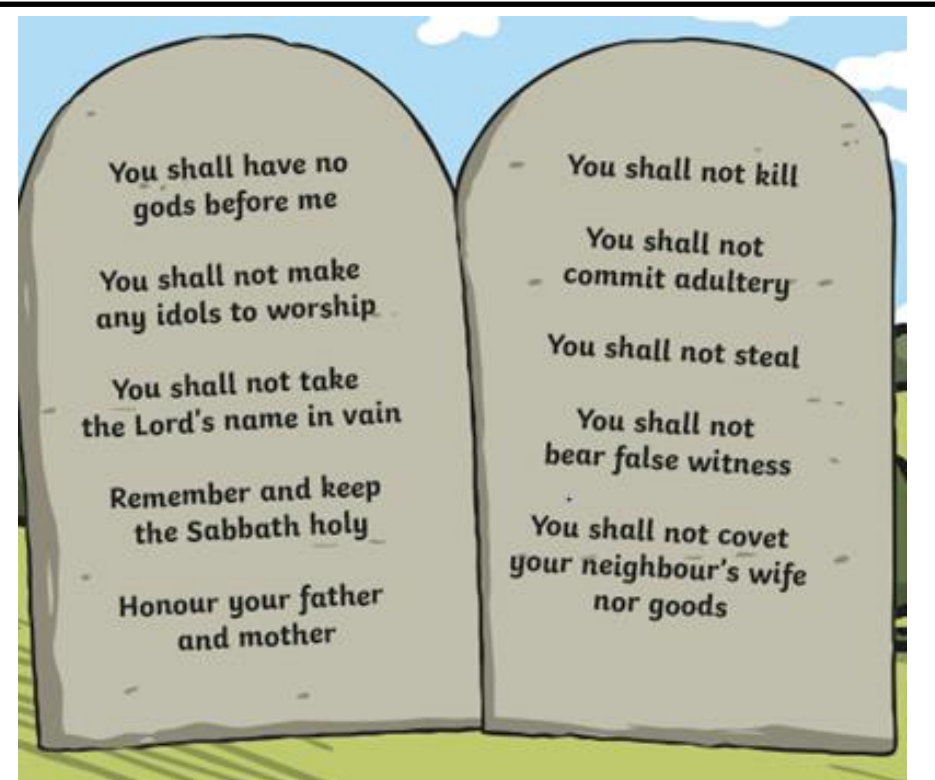 You shall have no
gods before me
You shall not make
any idols to worship
You shall not take
the Lord's name in vain
Remember and keep
the Sabbath holy
Honour your father
and mother
You shall not kill
You shall not
commit adultery
You shall not steal
You shall not
bear false witness
You shall not covet
your neighbour's wife
nor goods